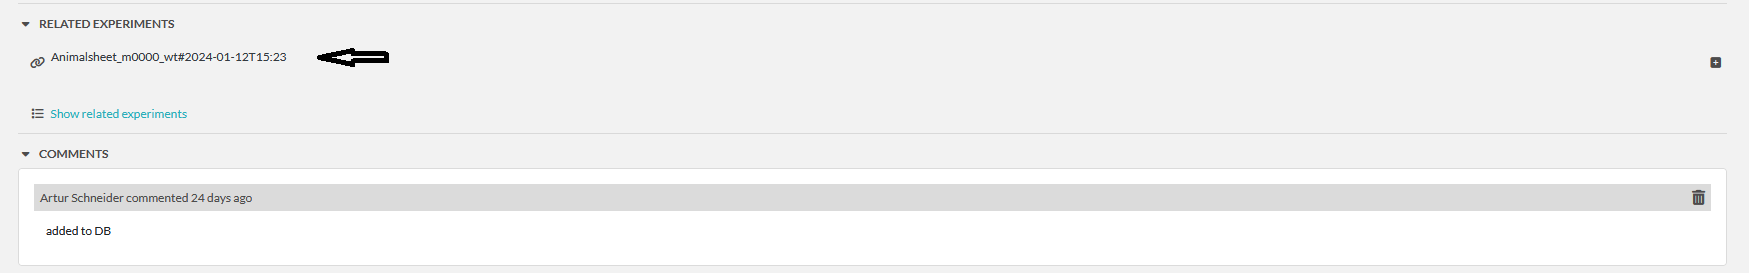 RELATED EXPERIMENTS
Animalsheet_m0000_wt#2024-01-12T15:23
Show related experiments
COMMENTS
Artur Schneider commented 24 days ago
added to DB